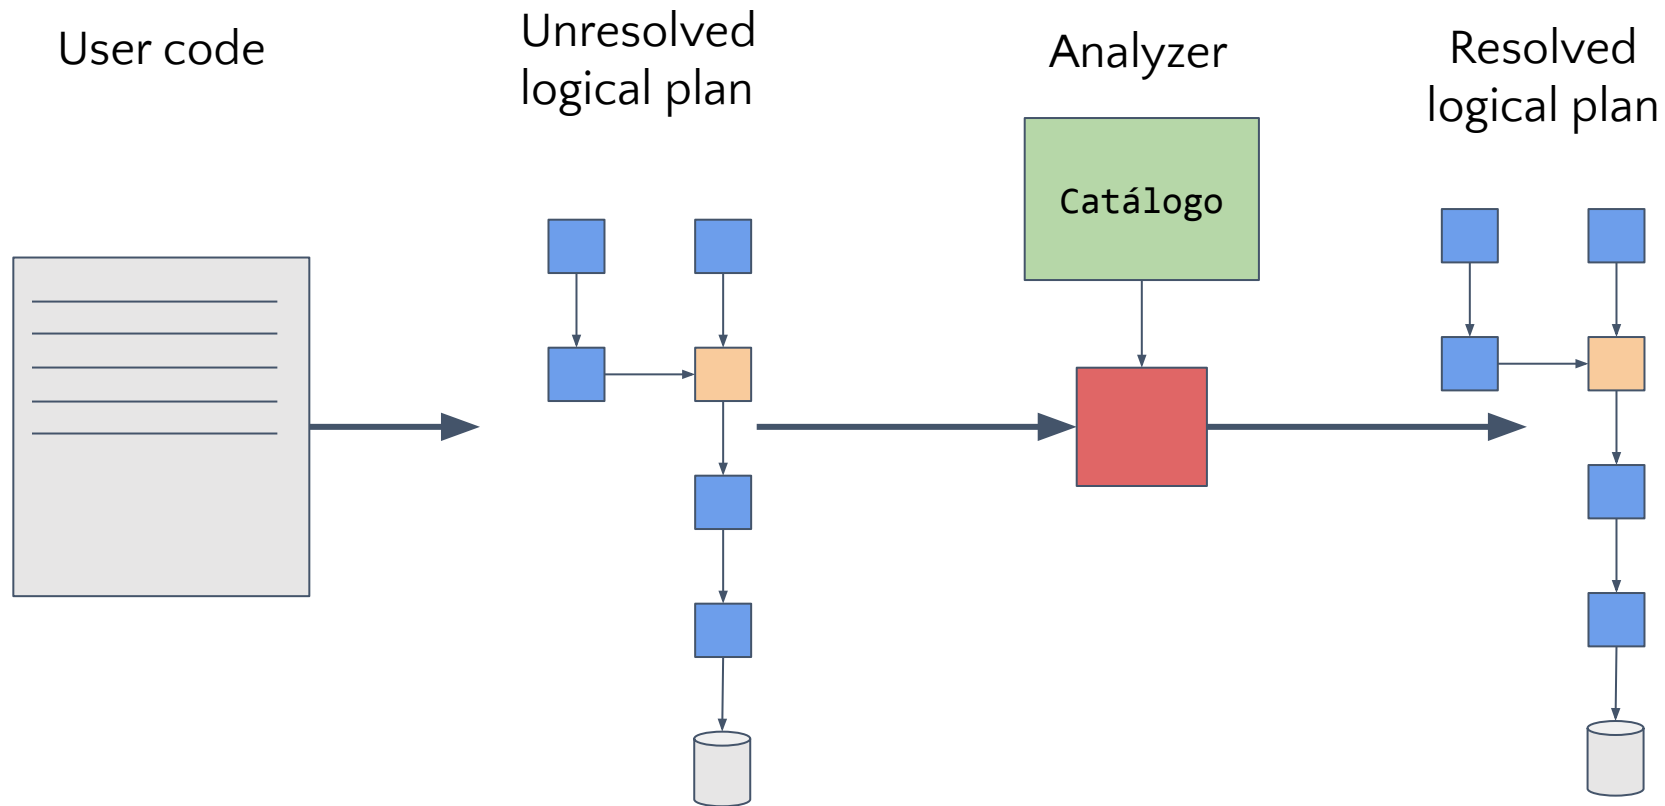 User code
Unresolved
logical plan
Analyzer
Resolved
logical plan
Catálogo